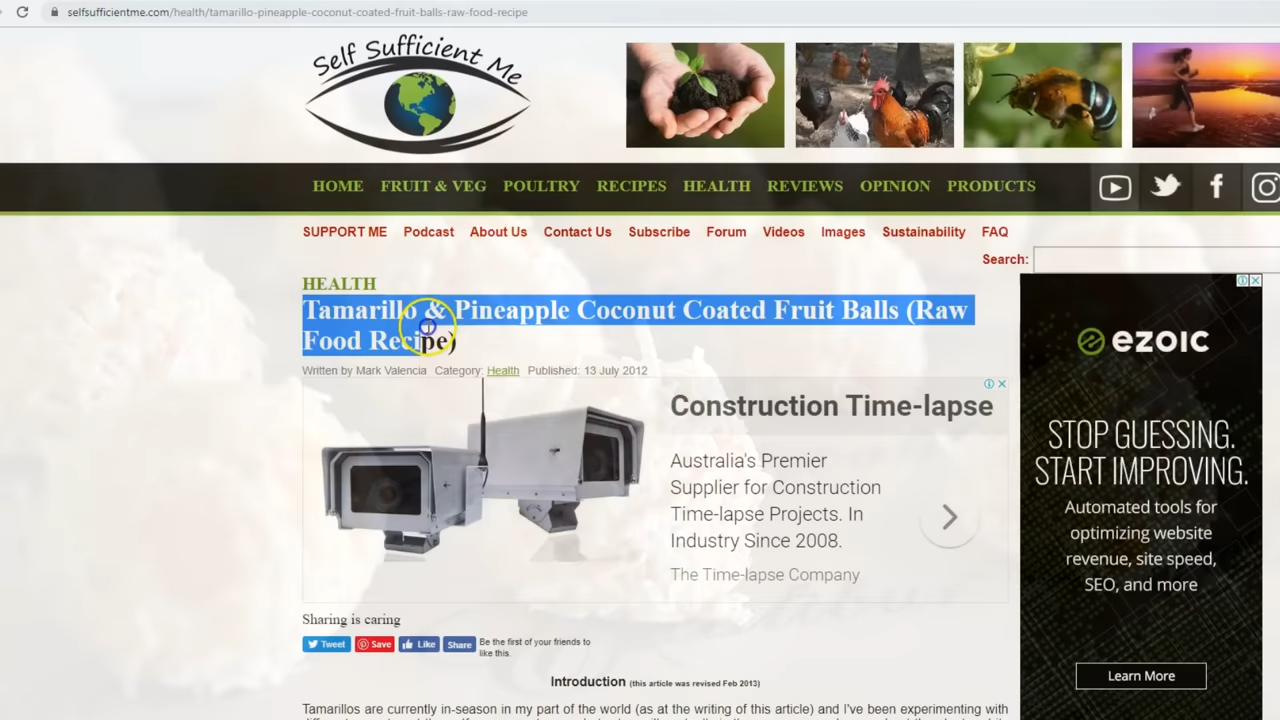 selfsufficientme.com/health/tamarillo-pineapple-coconut-coated-fruit-balls-raw-food-recipe
Self Sufficient Me
HOME FRUIT & VEG POULTRY RECIPES HEALTH REVIEWS OPINION PRODUCTS
SUPPORT ME Podcast About Us Contact Us Subscribe Forum Videos Images Sustainability FAQ
Search:
HEALTH
Tamarillo & Pineapple Coconut Coated Fruit Balls (Raw
Food Recipe)
Written by Mark Valencia Category: Health Published: 13 July 2012
Construction Time-lapse
Australia's Premier
Supplier for Construction
Time-lapse Projects. In
Industry Since 2008.
The Time-lapse Company
ezoic
STOP GUESSING.
START IMPROVING.
Automated tools for
optimizing website
revenue, site speed,
SEO, and more
Learn More
Sharing is caring
Tweet Save Like Share Be the first of your friends to
like this.
Introduction (this article was revised Feb 2013)
Tamarillos are currently in-season in my part of the world (as at the writing of this article) and I've been experimenting with